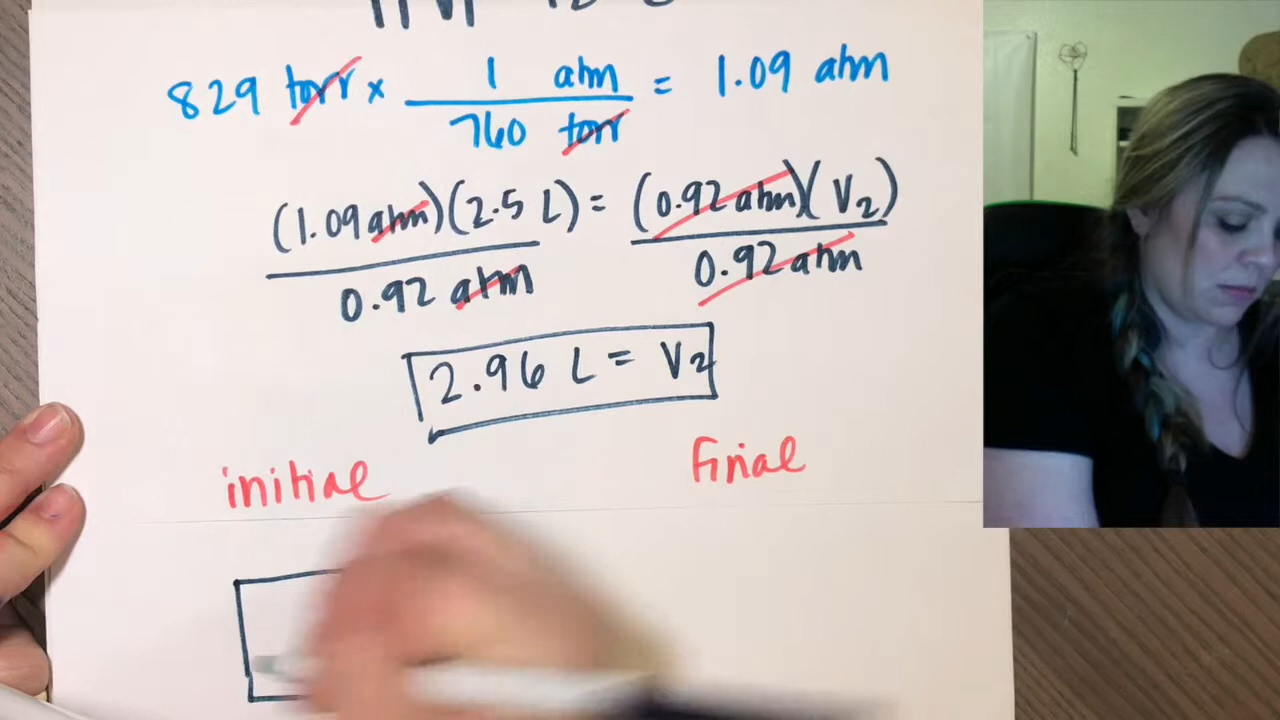 829 torr × 1 atm / 760 torr = 1.09 atm
(1.09 atm)(2.5 L) = (0.92 atm)(V₂)
0.92 atm 0.92 atm
2.96 L = V₂
initial final